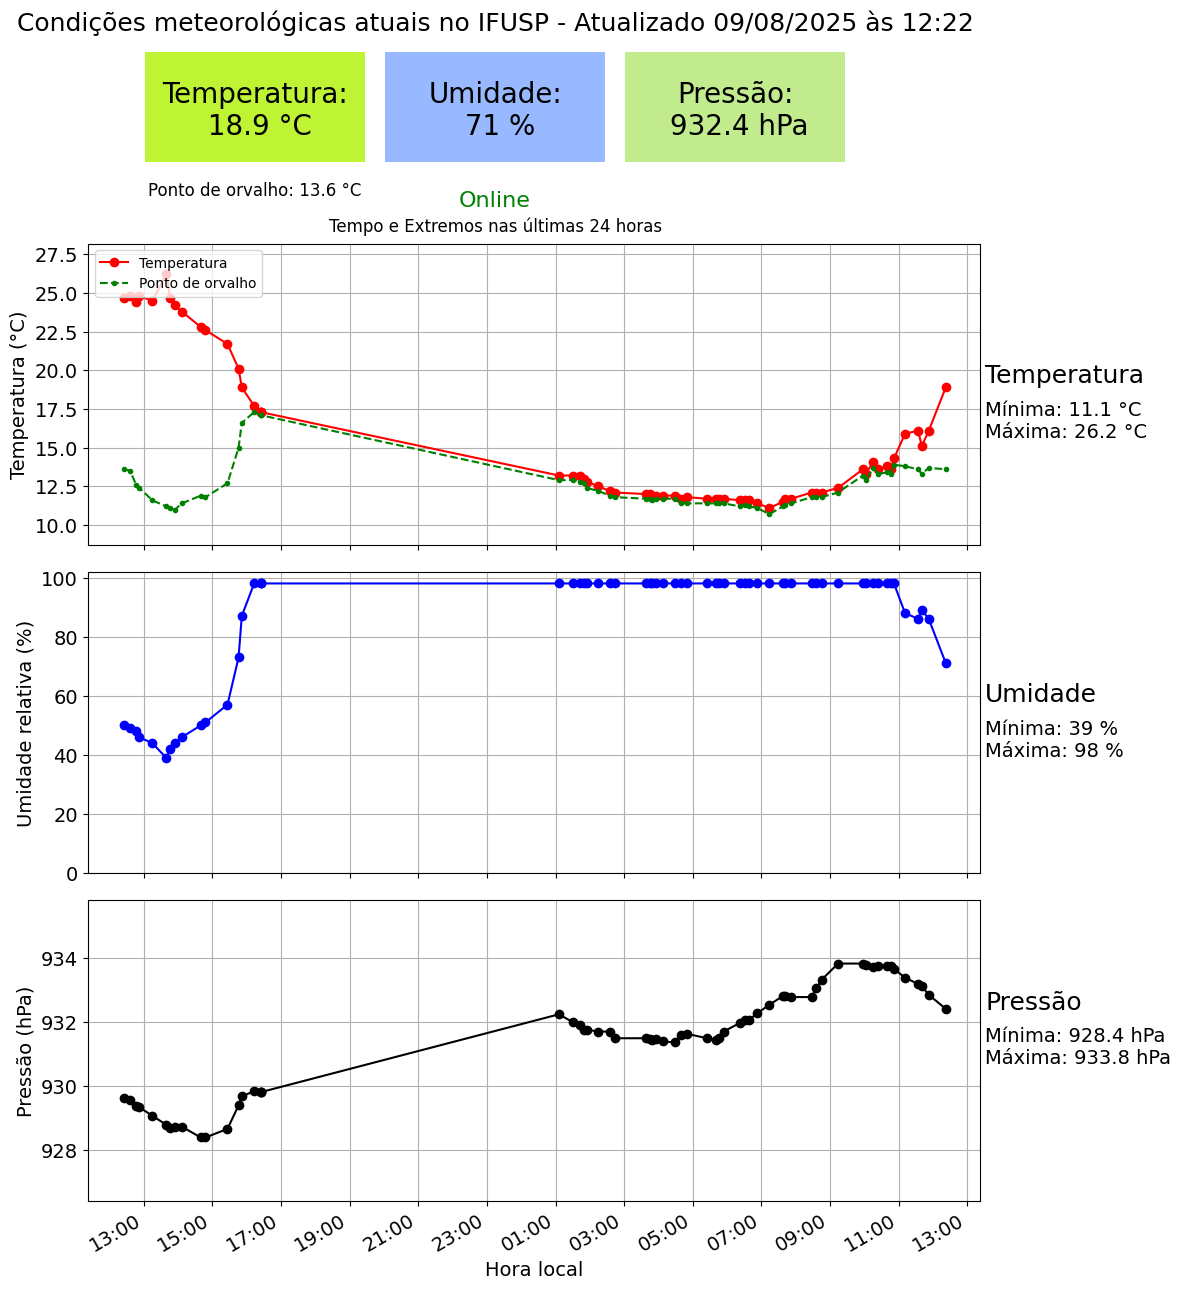 Condições meteorológicas atuais no IFUSP - Atualizado 09/08/2025 às 12:22
Temperatura:
18.9 °C
Umidade:
71 %
Pressão:
932.4 hPa
Ponto de orvalho: 13.6 °C
Online
Tempo e Extremos nas últimas 24 horas
Temperatura (°C)
27.5
25.0
22.5
20.0
17.5
15.0
12.5
10.0
Temperatura
Ponto de orvalho
Temperatura
Mínima: 11.1 °C
Máxima: 26.2 °C
Umidade relativa (%)
100
80
60
40
20
0
Umidade
Mínima: 39 %
Máxima: 98 %
Pressão (hPa)
934
932
930
928
Pressão
Mínima: 928.4 hPa
Máxima: 933.8 hPa
13:00 15:00 17:00 19:00 21:00 23:00 01:00 03:00 05:00 07:00 09:00 11:00 13:00
Hora local